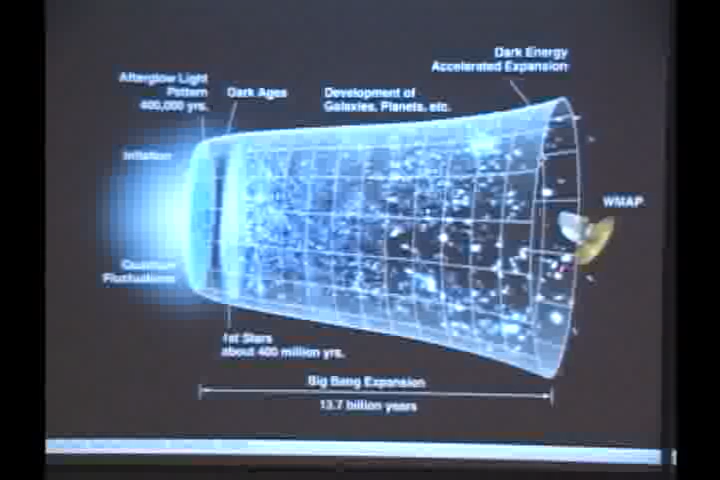 Dark Energy
Accelerated Expansion
Afterglow Light
Pattern
400,000 yrs.
Dark Ages
Development of
Galaxies, Planets, etc.
Inflation
WMAP
Quantum
Fluctuations
1st Stars
about 400 million yrs.
Big Bang Expansion
13.7 billion years